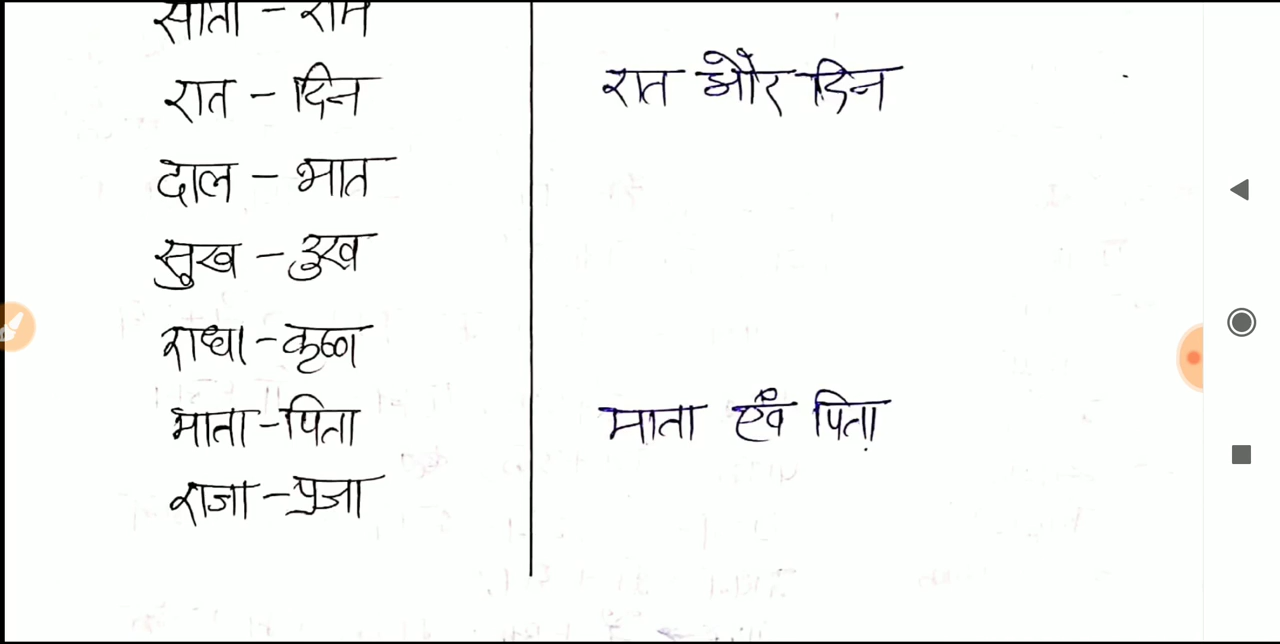 सीता - राम
रात - दिन
रात और दिन
दाल - भात
सुख - दुख
राधा - कृष्ण
माता - पिता
माता एवं पिता
राजा - प्रजा